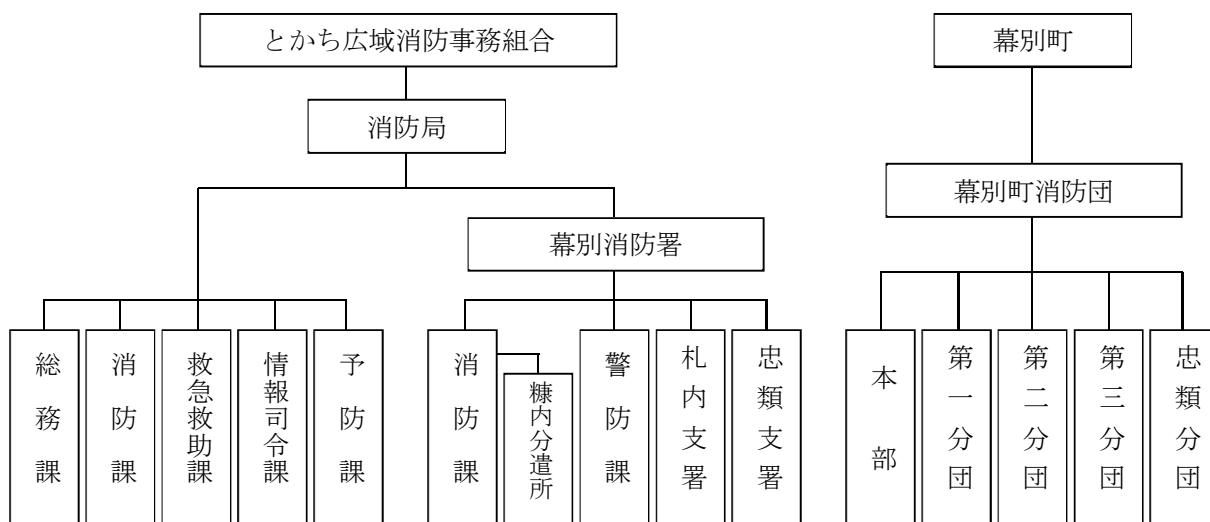 とかち広域消防事務組合
幕別町
消防局
幕別町消防団
幕別消防署
総務課
消防課
救急救助課
情報司令課
予防課
消防課
糠内分遣所
警防課
札内支署
忠類支署
本部
第一分団
第二分団
第三分団
忠類分団